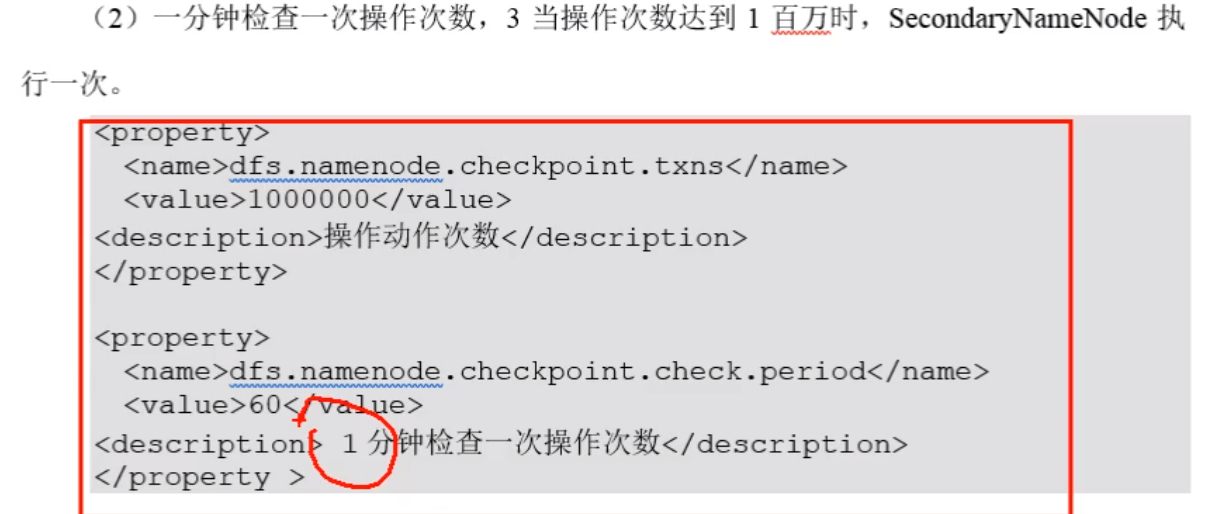 （2）一分钟检查一次操作次数，3 当操作次数达到 1 百万时，SecondaryNameNode 执
行一次。
<property>
<name>dfs.namenode.checkpoint.txns</name>
<value>1000000</value>
<description>操作动作次数</description>
</property>
<property>
<name>dfs.namenode.checkpoint.check.period</name>
<value>60</value>
<description> 1 分钟检查一次操作次数</description>
</property >